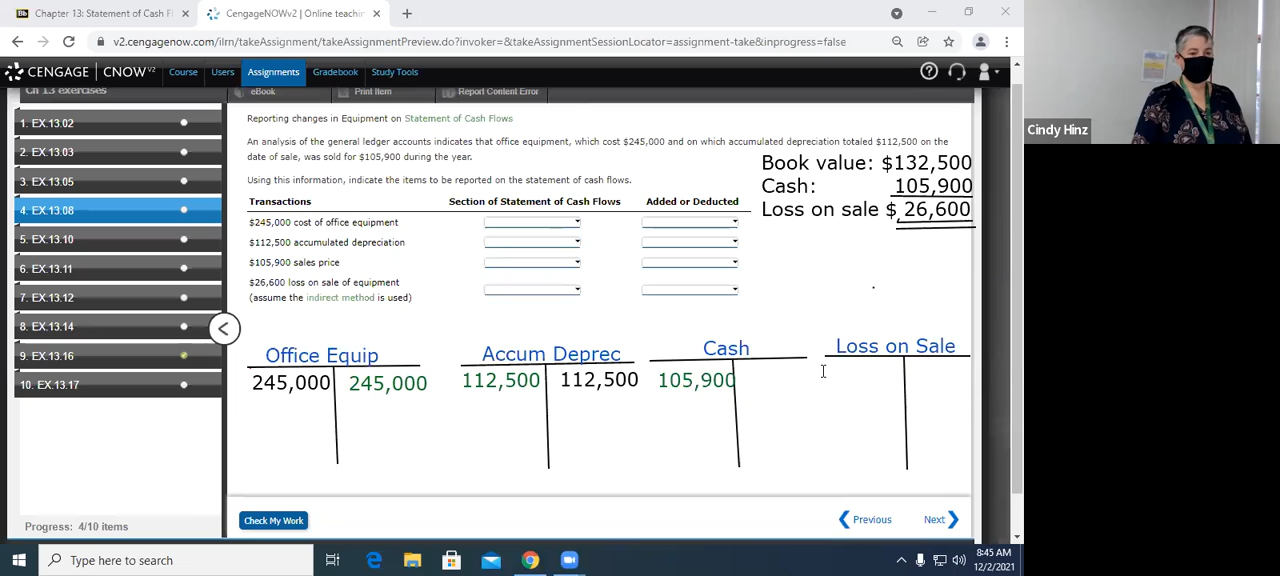 Chapter 13: Statement of Cash F
CengageNOWv2 | Online teachin
v2.cengagenow.com/ilrn/takeAssignment/takeAssignmentPreview.do?invoker=&takeAssignmentSessionLocator=assignment-take&inprogress=false
CENGAGE | CNOWv2 Course Users Assignments Gradebook Study Tools
Ch 13 exercises
eBook Print Item Report Content Error
1. EX.13.02
2. EX.13.03
3. EX.13.05
4. EX.13.08
5. EX.13.10
6. EX.13.11
7. EX.13.12
8. EX.13.14
9. EX.13.16
10. EX.13.17
Progress: 4/10 items
Reporting changes in Equipment on Statement of Cash Flows
An analysis of the general ledger accounts indicates that office equipment, which cost $245,000 and on which accumulated depreciation totaled $112,500 on the
date of sale, was sold for $105,900 during the year.
Using this information, indicate the items to be reported on the statement of cash flows.
Transactions Section of Statement of Cash Flows Added or Deducted
$245,000 cost of office equipment
$112,500 accumulated depreciation
$105,900 sales price
$26,600 loss on sale of equipment
(assume the indirect method is used)
Book value: $132,500
Cash: 105,900
Loss on sale $ 26,600
Office Equip Accum Deprec Cash Loss on Sale
245,000 245,000 112,500 112,500 105,900
Check My Work
Previous Next
Cindy Hinz
Type here to search
8:45 AM
12/2/2021